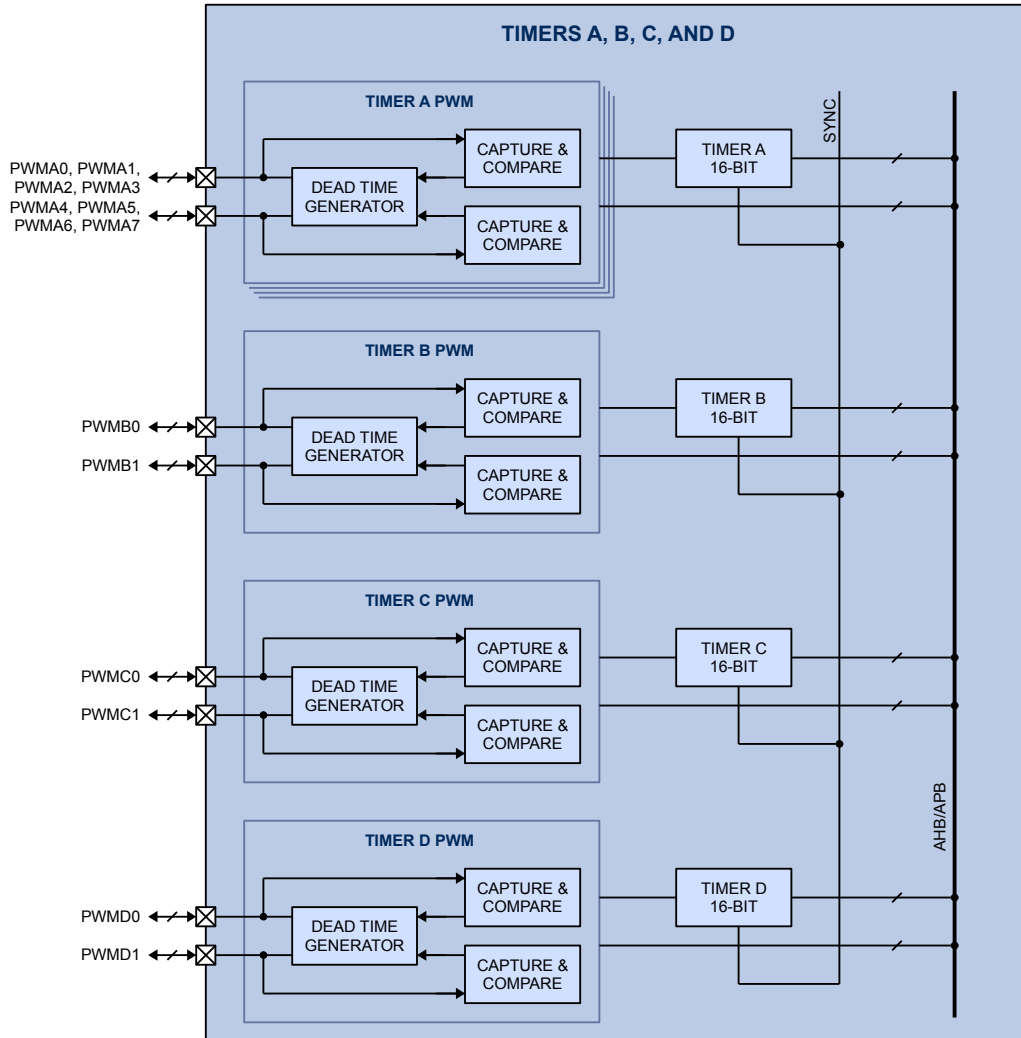 TIMERS A, B, C, AND D
TIMER A PWM
CAPTURE &
COMPARE
TIMER A
16-BIT
SYNC
PWMA0, PWMA1,
PWMA2, PWMA3
DEAD TIME
GENERATOR
PWMA4, PWMA5,
PWMA6, PWMA7
CAPTURE &
COMPARE
TIMER B PWM
CAPTURE &
COMPARE
TIMER B
16-BIT
PWMB0
DEAD TIME
GENERATOR
PWMB1
CAPTURE &
COMPARE
TIMER C PWM
CAPTURE &
COMPARE
TIMER C
16-BIT
PWMC0
DEAD TIME
GENERATOR
PWMC1
CAPTURE &
COMPARE
AHB/APB
TIMER D PWM
CAPTURE &
COMPARE
TIMER D
16-BIT
PWMD0
DEAD TIME
GENERATOR
PWMD1
CAPTURE &
COMPARE